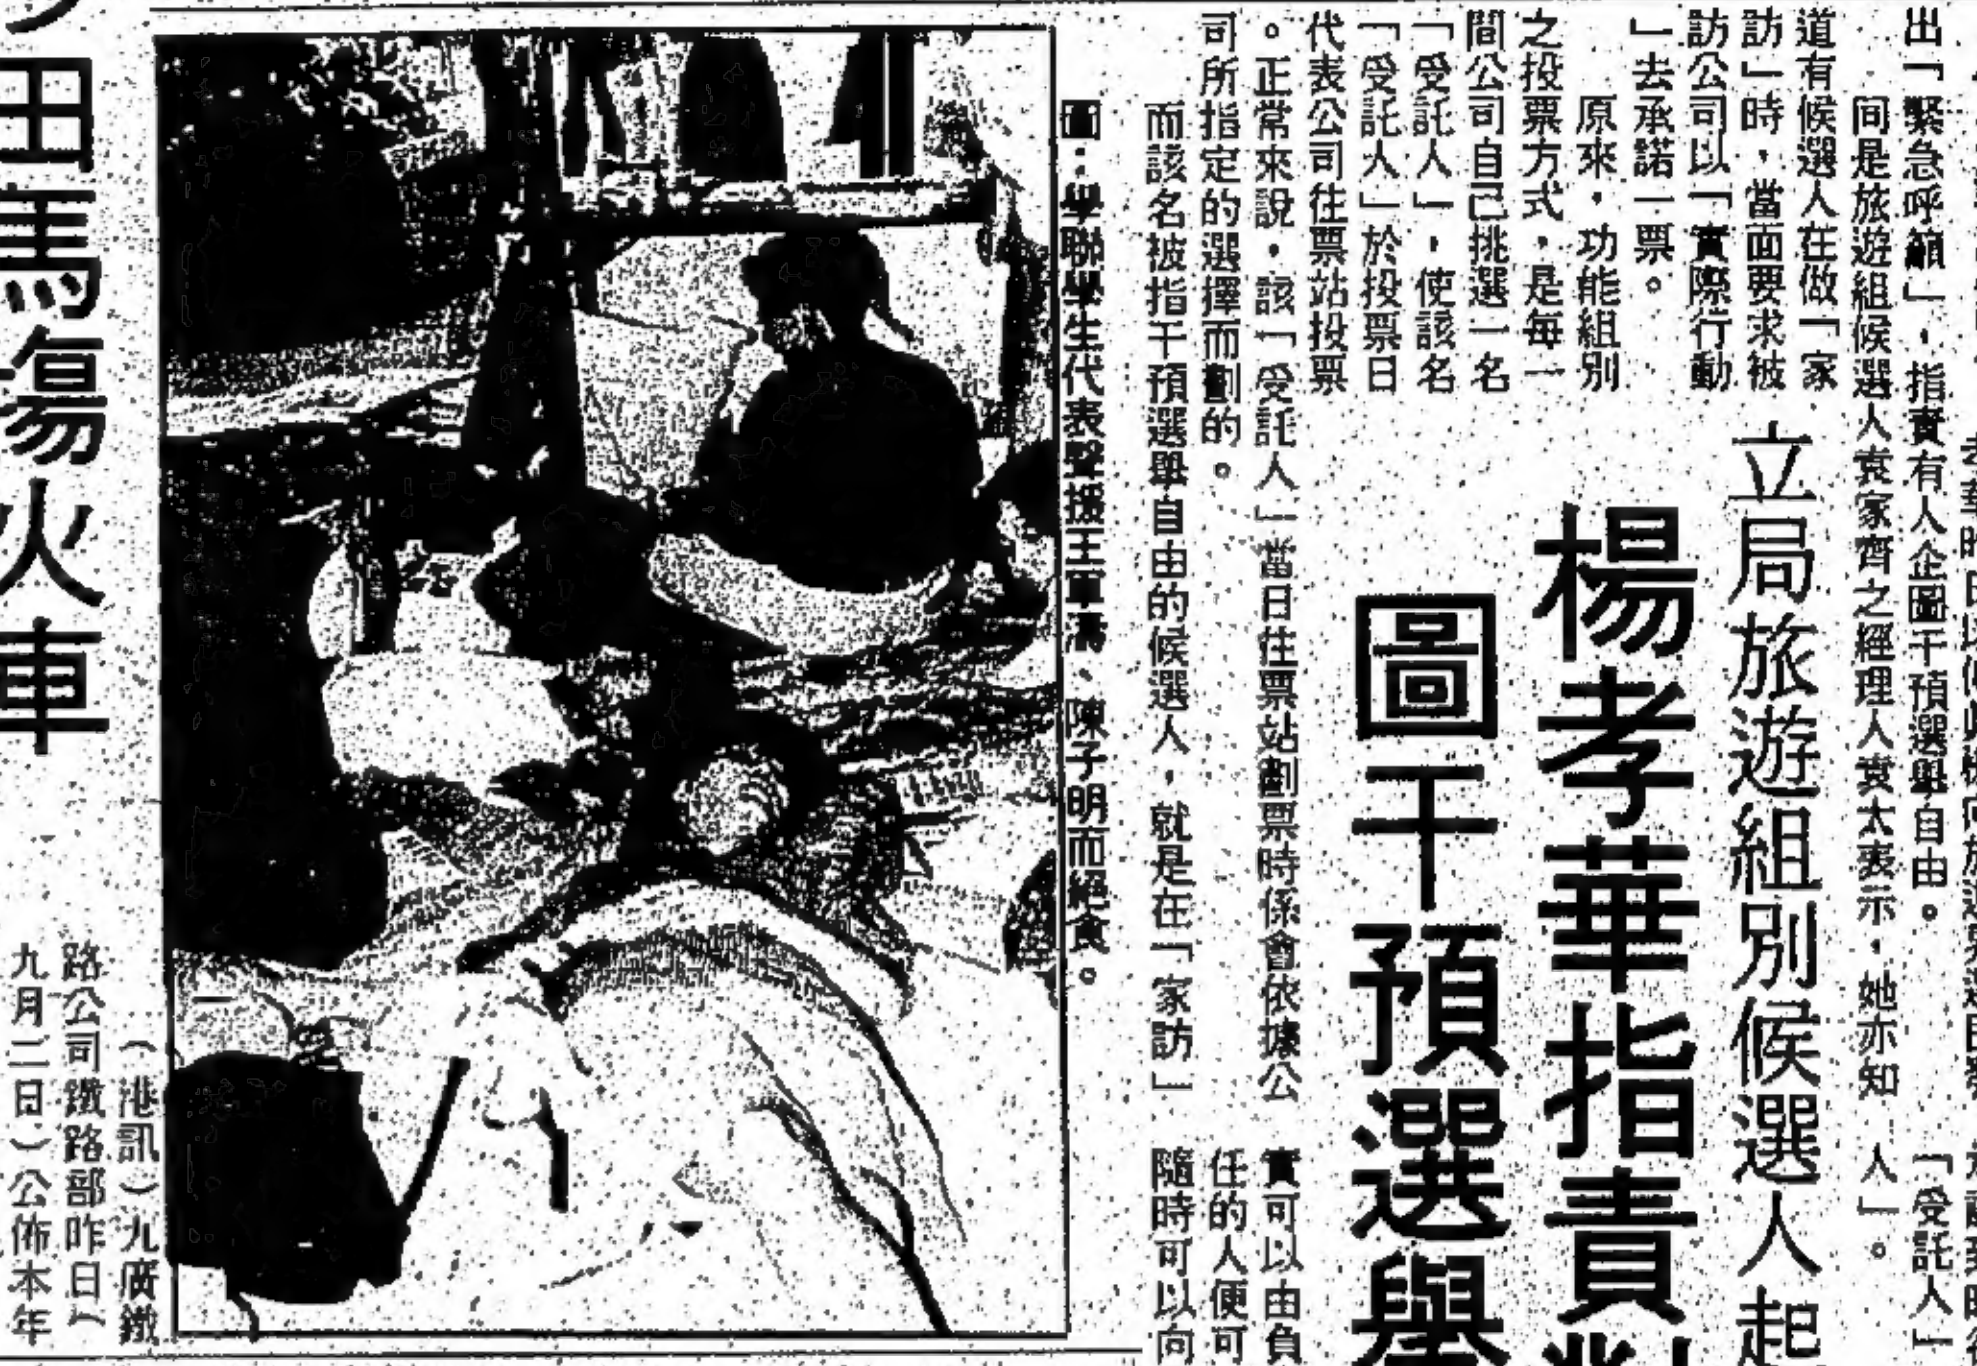 立局旅遊組別候選人起
楊孝華指責
圖干預選舉
出「緊急呼籲」，指責有人企圖干預選舉自由。
同是旅遊組候選人袁家齊之經理人袁太表示，她亦知
道有候選人在做「家
訪」時，當面要求被
訪公司以「實際行動
」去承諾一票。
原來，功能組別
之投票方式，是每一
間公司自己挑選一名
「受託人」，使該名
「受託人」於投票日
代表公司往票站投票
。正常來說，該「受託人」當日往票站劃票時係會依據公
司所指定的選擇而劃的。
而該名被指干預選舉自由的候選人，就是在「家訪」
「受託人」
人」。
實可以由負
任的人便可
隨時可以向
圖：學聯學生代表聲援王軍濤、陳子明而絕食。
田馬傷火車
（港訊）九廣鐵
路公司鐵路部昨日（
九月二日）公佈本年